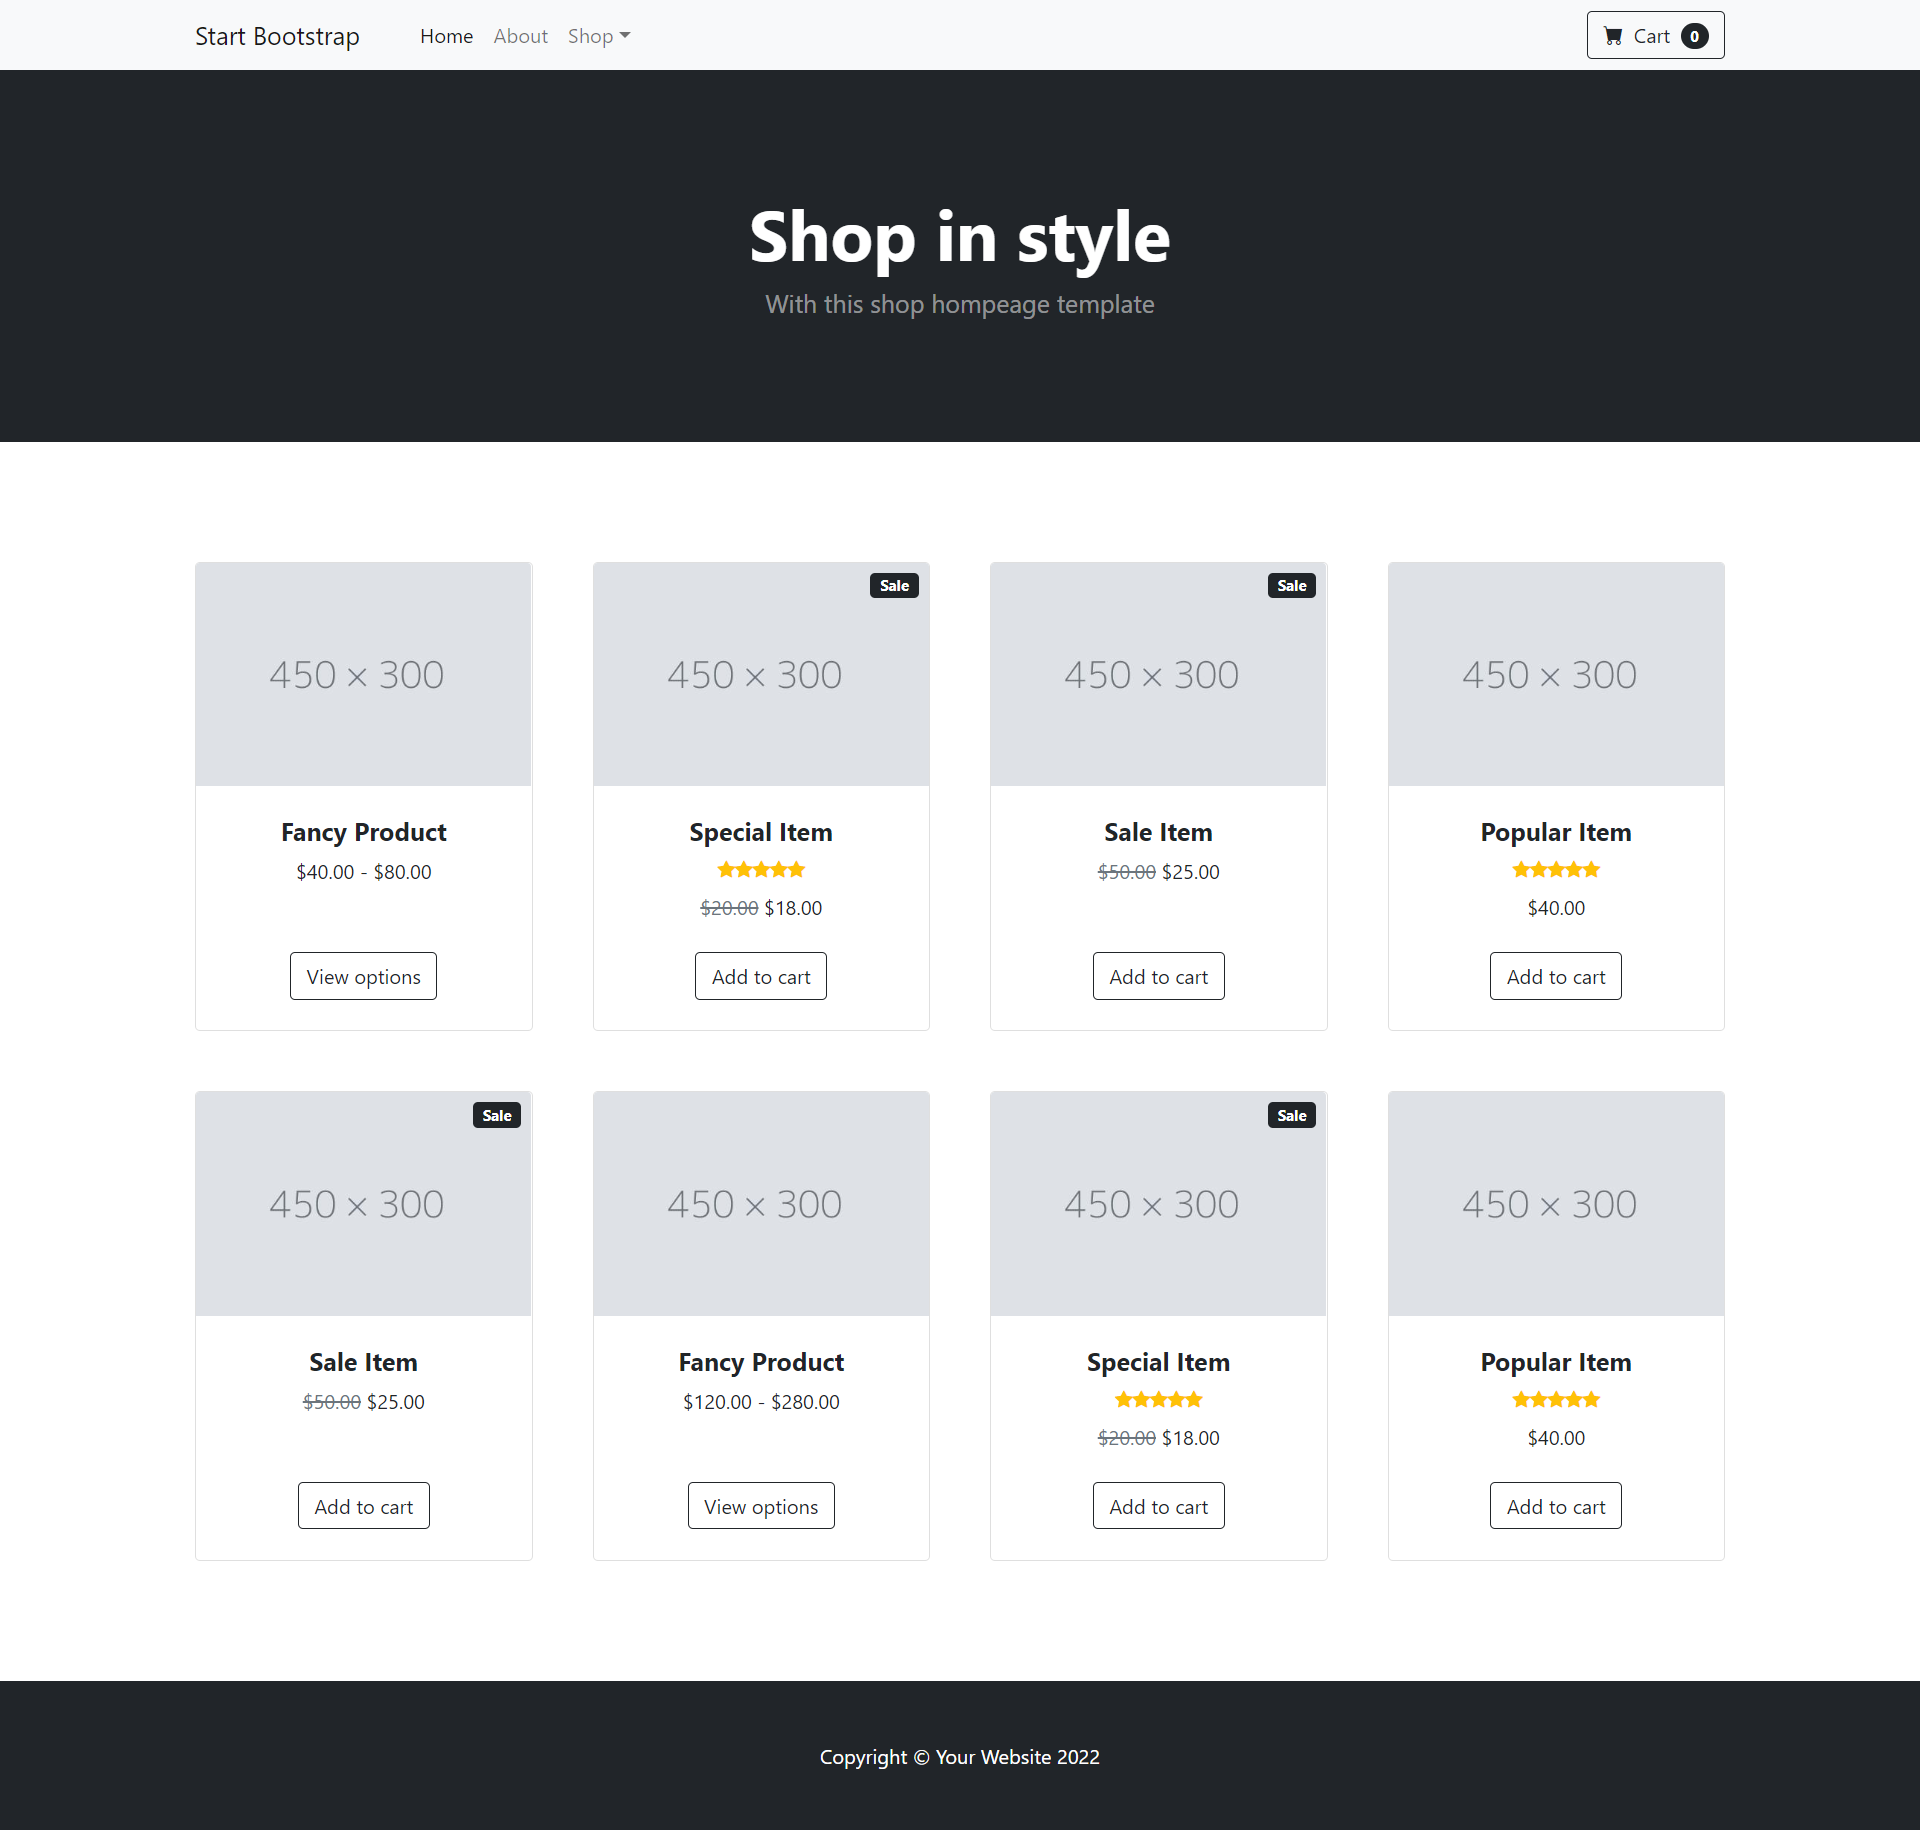 Start Bootstrap Home About Shop Cart 0
Shop in style
With this shop hompeage template
450 × 300
Fancy Product
$40.00 - $80.00
View options
Sale
450 × 300
Special Item
$20.00 $18.00
Add to cart
Sale
450 × 300
Sale Item
$50.00 $25.00
Add to cart
450 × 300
Popular Item
$40.00
Add to cart
Sale
450 × 300
Sale Item
$50.00 $25.00
Add to cart
450 × 300
Fancy Product
$120.00 - $280.00
View options
Sale
450 × 300
Special Item
$20.00 $18.00
Add to cart
450 × 300
Popular Item
$40.00
Add to cart
Copyright © Your Website 2022